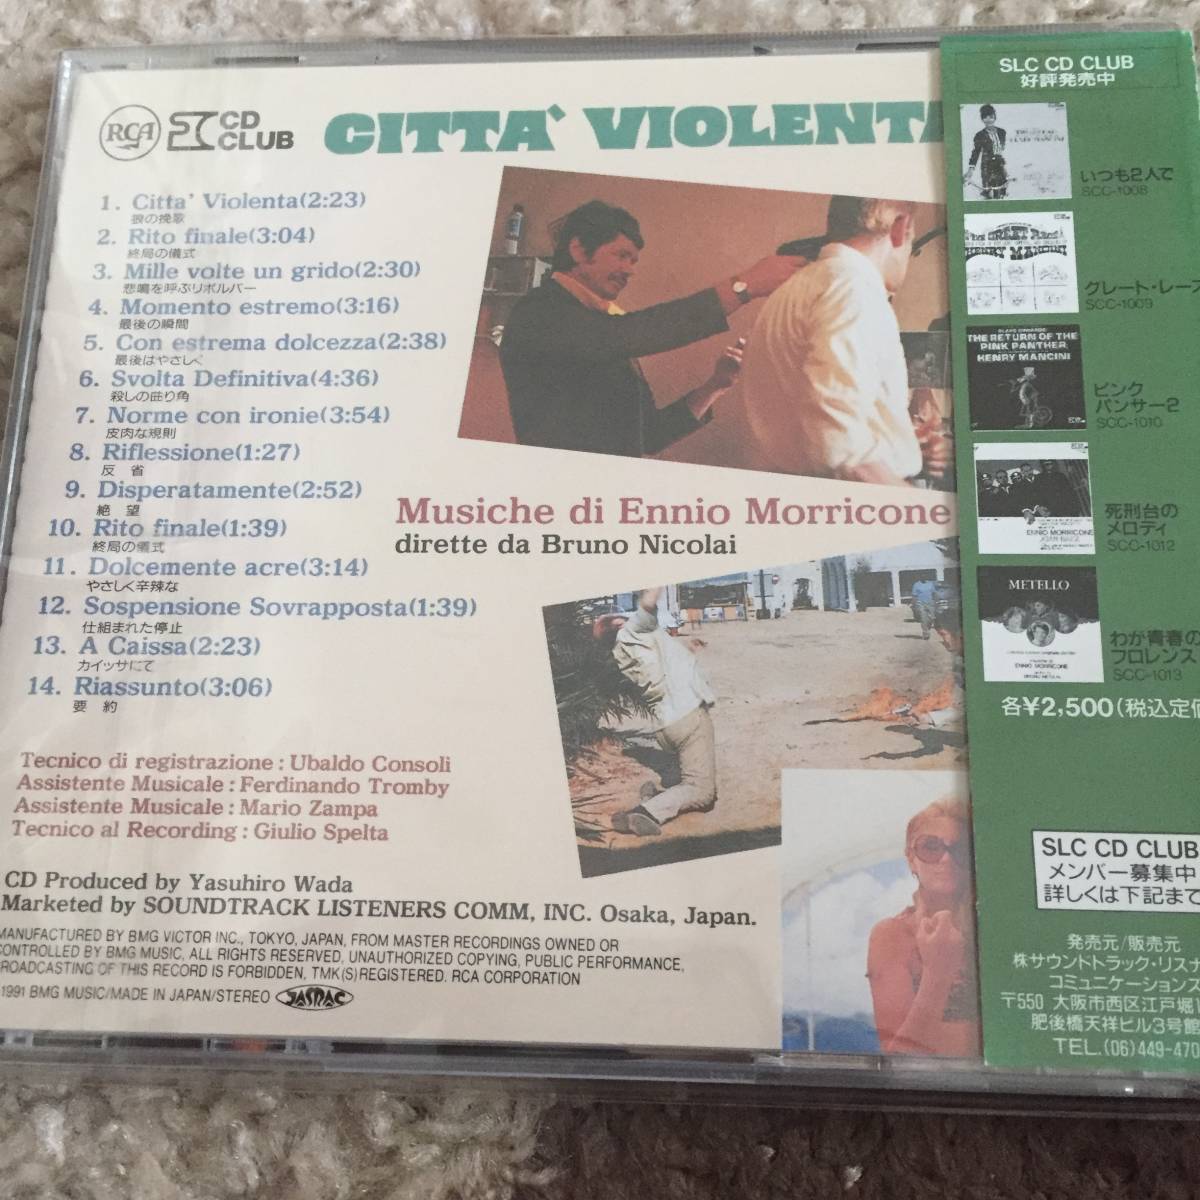 RCA SLC CD CLUB
CITTA' VIOLENTA
1. Citta' Violenta(2:23)
狼の挽歌
2. Rito finale(3:04)
終局の儀式
3. Mille volte un grido(2:30)
悲鳴を呼ぶリボルバー
4. Momento estremo(3:16)
最後の瞬間
5. Con estrema dolcezza(2:38)
最後はやさしく
6. Svolta Definitiva(4:36)
殺しの曲り角
7. Norme con ironie(3:54)
皮肉な規則
8. Riflessione(1:27)
反 省
9. Disperatamente(2:52)
絶 望
10. Rito finale(1:39)
終局の儀式
11. Dolcemente acre(3:14)
やさしく辛辣な
12. Sospensione Sovrapposta(1:39)
仕組まれた停止
13. A Caissa(2:23)
カイッサにて
14. Riassunto(3:06)
要 約
Musiche di Ennio Morricone
dirette da Bruno Nicolai
Tecnico di registrazione : Ubaldo Consoli
Assistente Musicale : Ferdinando Tromby
Assistente Musicale : Mario Zampa
Tecnico al Recording : Giulio Spelta
CD Produced by Yasuhiro Wada
Marketed by SOUNDTRACK LISTENERS COMM, INC. Osaka, Japan.
MANUFACTURED BY BMG VICTOR INC., TOKYO, JAPAN, FROM MASTER RECORDINGS OWNED OR
CONTROLLED BY BMG MUSIC, ALL RIGHTS RESERVED, UNAUTHORIZED COPYING, PUBLIC PERFORMANCE,
BROADCASTING OF THIS RECORD IS FORBIDDEN, TMK(S)REGISTERED. RCA CORPORATION
1991 BMG MUSIC/MADE IN JAPAN/STEREO JASRAC
SLC CD CLUB
好評発売中
いつも2人で
SCC-1008
THE GREAT RACE
HENRY MANCINI
グレート・レース
SCC-1009
THE RETURN OF THE
PINK PANTHER
HENRY MANCINI
ピンク
パンサー2
SCC-1010
ENNIO MORRICONE
死刑台の
メロディ
SCC-1012
METELLO
ENNIO MORRICONE
わが青春の
フロレンス
SCC-1013
各¥2,500(税込定価
SLC CD CLUB
メンバー募集中
詳しくは下記まで
発売元/販売元
株サウンドトラック・リスナ
コミュニケーションズ
〒550 大阪市西区江戸堀
肥後橋天祥ビル3号館
TEL.(06)449-470